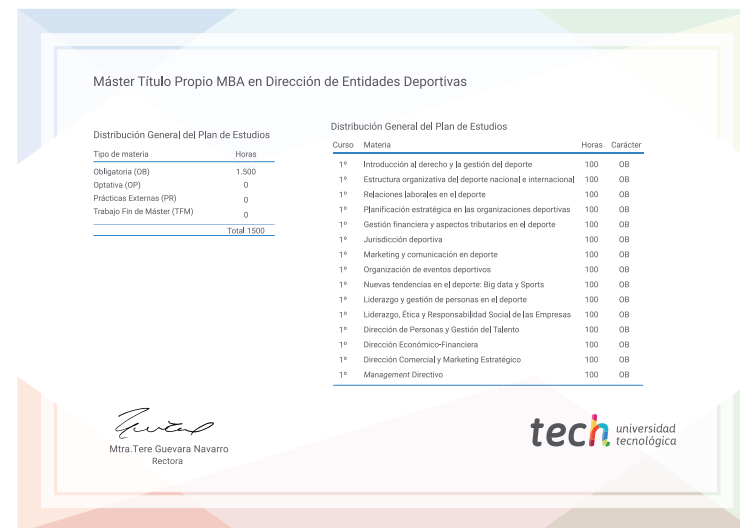 Máster Título Propio MBA en Dirección de Entidades Deportivas
Distribución General del Plan de Estudios
Tipo de materia Horas
Obligatoria (OB) 1.500
Optativa (OP) 0
Prácticas Externas (PR) 0
Trabajo Fin de Máster (TFM) 0
Total 1500
Distribución General del Plan de Estudios
Curso Materia Horas Carácter
1º Introducción al derecho y la gestión del deporte 100 OB
1º Estructura organizativa del deporte nacional e internacional 100 OB
1º Relaciones laborales en el deporte 100 OB
1º Planificación estratégica en las organizaciones deportivas 100 OB
1º Gestión financiera y aspectos tributarios en el deporte 100 OB
1º Jurisdicción deportiva 100 OB
1º Marketing y comunicación en deporte 100 OB
1º Organización de eventos deportivos 100 OB
1º Nuevas tendencias en el deporte: Big data y Sports 100 OB
1º Liderazgo y gestión de personas en el deporte 100 OB
1º Liderazgo, Ética y Responsabilidad Social de las Empresas 100 OB
1º Dirección de Personas y Gestión del Talento 100 OB
1º Dirección Económico-Financiera 100 OB
1º Dirección Comercial y Marketing Estratégico 100 OB
1º Management Directivo 100 OB
Mtra.Tere Guevara Navarro
Rectora
tech universidad
tecnológica